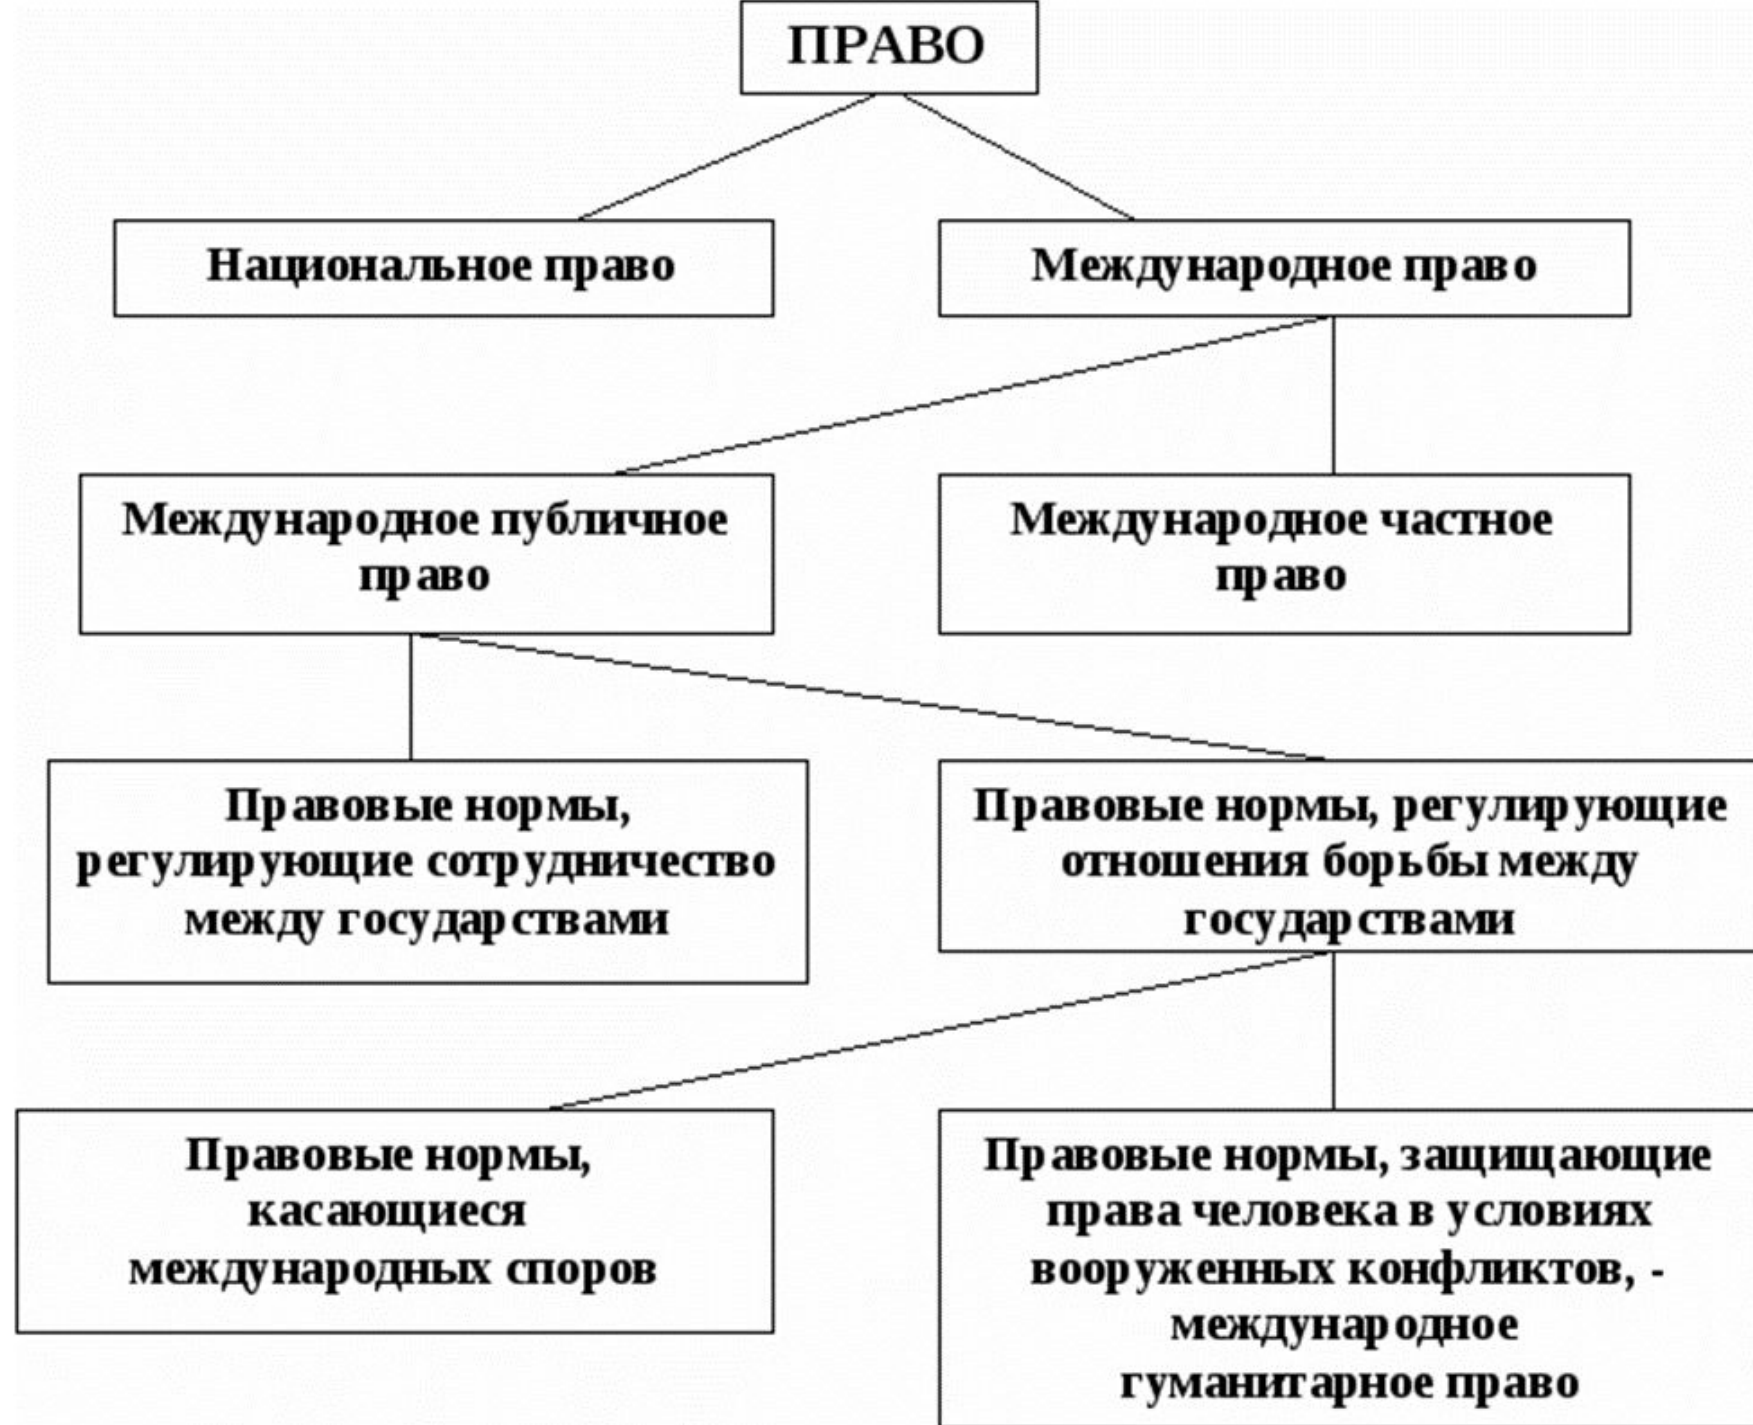 ПРАВО
Национальное право
Международное право
Международное публичное
право
Международное частное
право
Правовые нормы,
регулирующие сотрудничество
между государствами
Правовые нормы, регулирующие
отношения борьбы между
государствами
Правовые нормы,
касающиеся
международных споров
Правовые нормы, защищающие
права человека в условиях
вооруженных конфликтов, -
международное
гуманитарное право